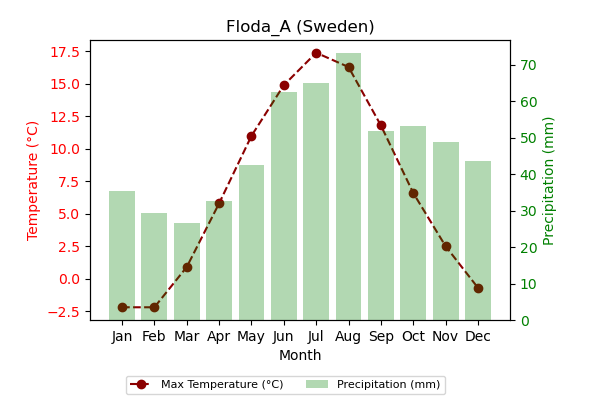 Floda_A (Sweden)
Temperature (°C)
17.5
15.0
12.5
10.0
7.5
5.0
2.5
0.0
−2.5
Precipitation (mm)
70
60
50
40
30
20
10
0
Jan Feb Mar Apr May Jun Jul Aug Sep Oct Nov Dec
Month
Max Temperature (°C) Precipitation (mm)